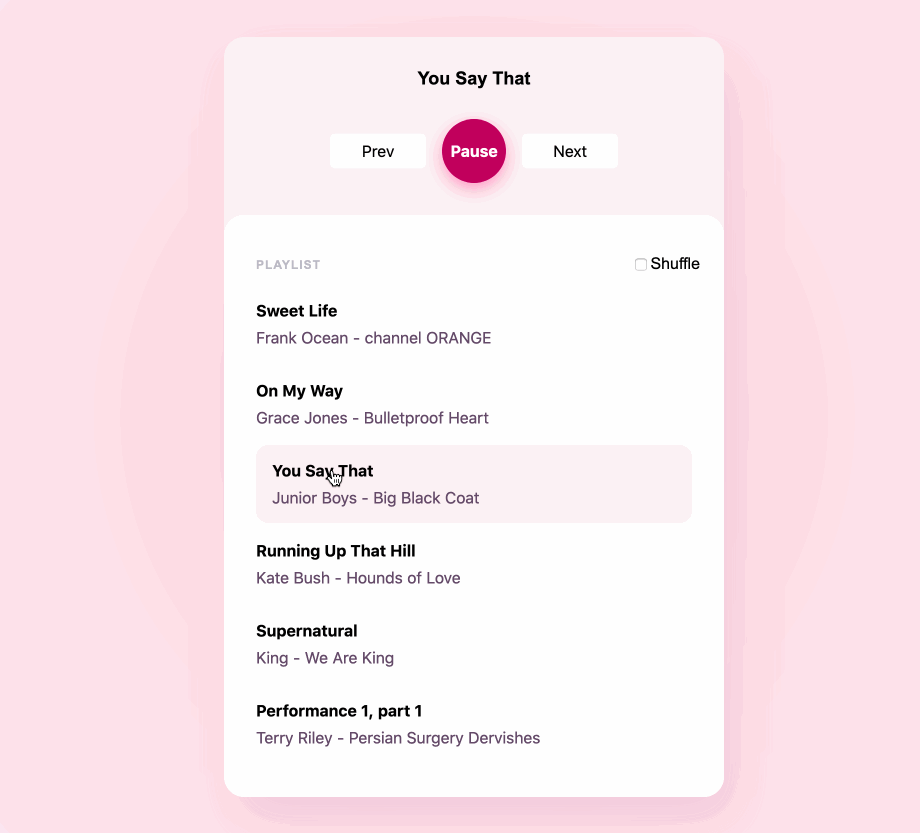 You Say That
Prev Pause Next
PLAYLIST Shuffle
Sweet Life
Frank Ocean - channel ORANGE
On My Way
Grace Jones - Bulletproof Heart
You Say That
Junior Boys - Big Black Coat
Running Up That Hill
Kate Bush - Hounds of Love
Supernatural
King - We Are King
Performance 1, part 1
Terry Riley - Persian Surgery Dervishes